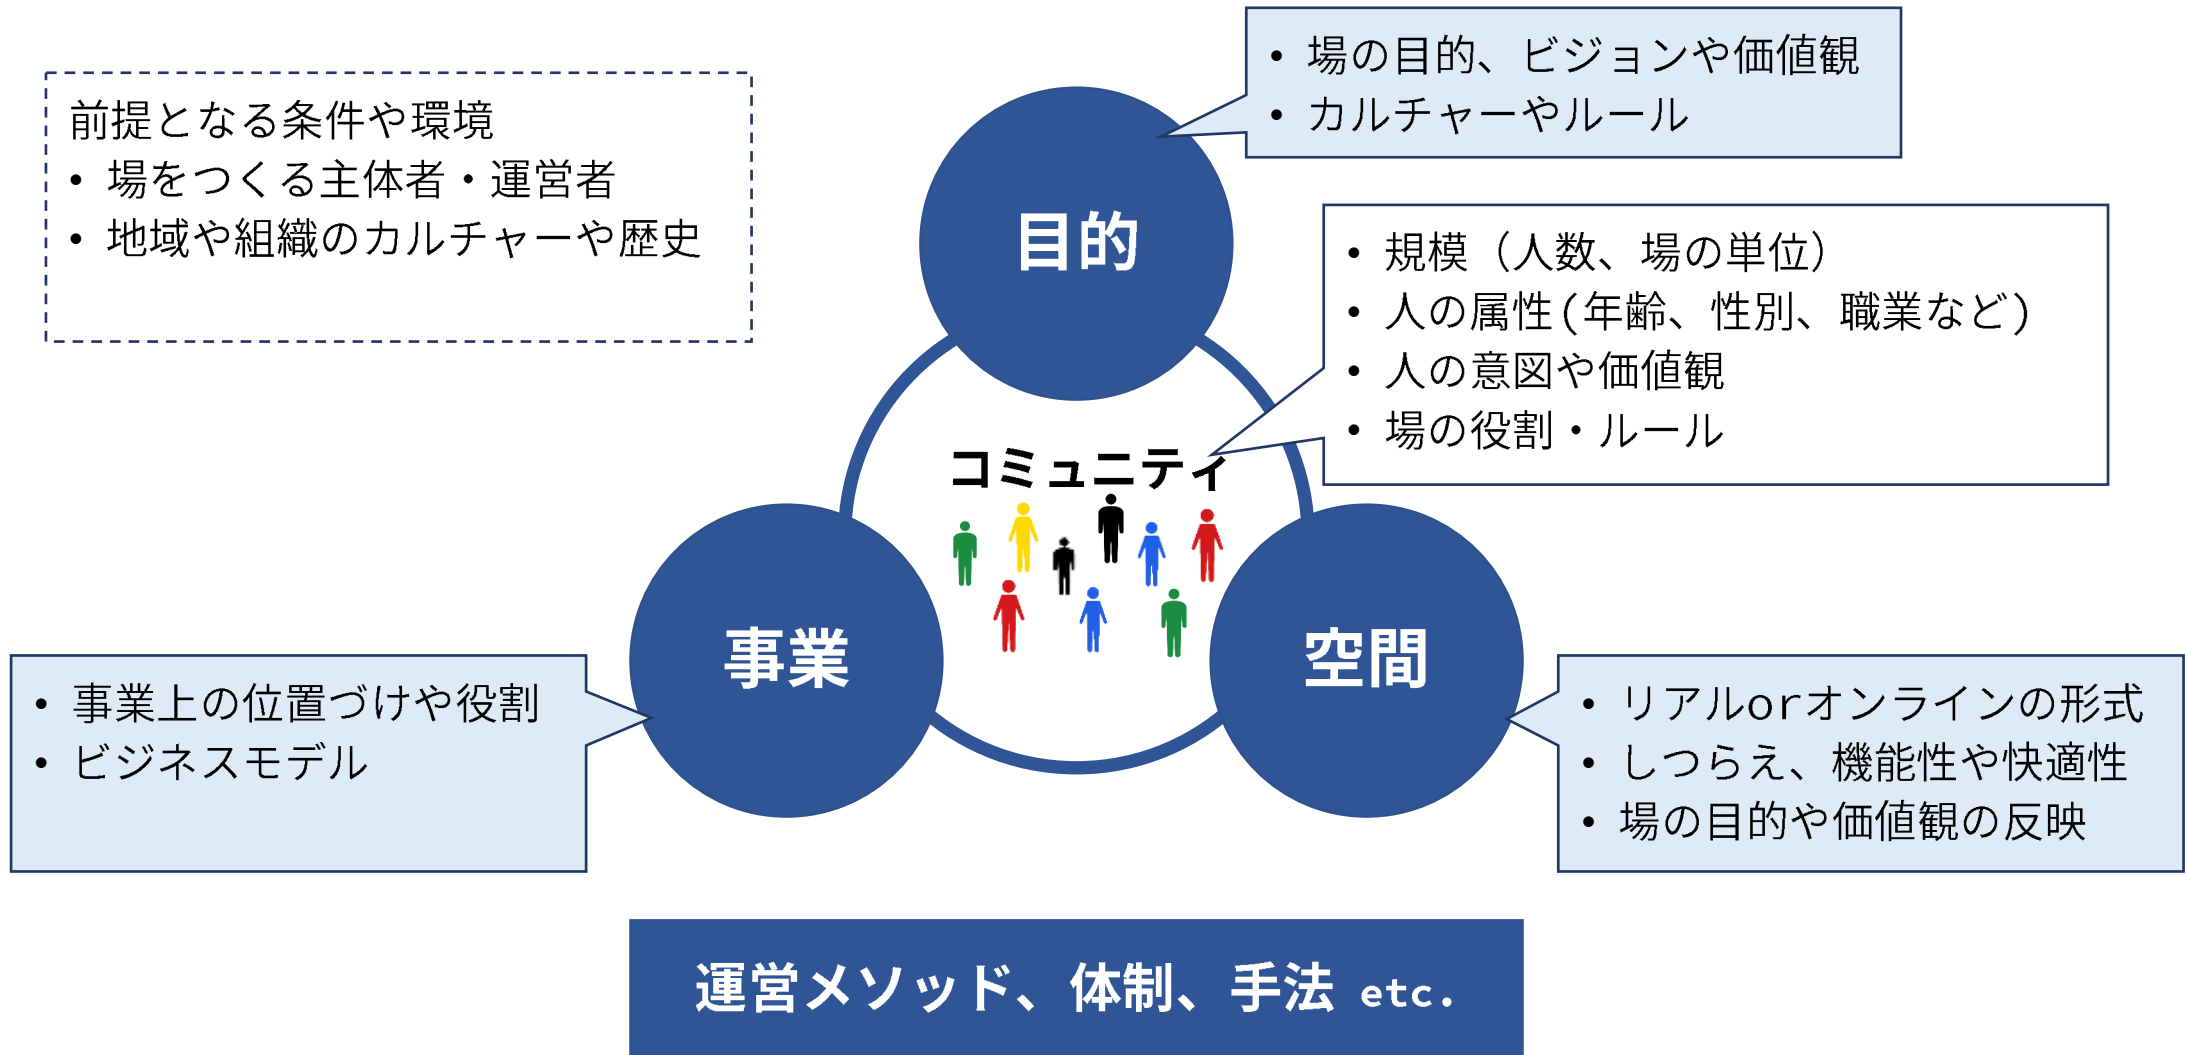 前提となる条件や環境
• 場をつくる主体者・運営者
• 地域や組織のカルチャーや歴史
• 場の目的、ビジョンや価値観
• カルチャーやルール
目的
• 規模（人数、場の単位）
• 人の属性(年齢、性別、職業など)
• 人の意図や価値観
• 場の役割・ルール
コミュニティ
事業
空間
• 事業上の位置づけや役割
• ビジネスモデル
• リアルorオンラインの形式
• しつらえ、機能性や快適性
• 場の目的や価値観の反映
運営メソッド、体制、手法 etc.